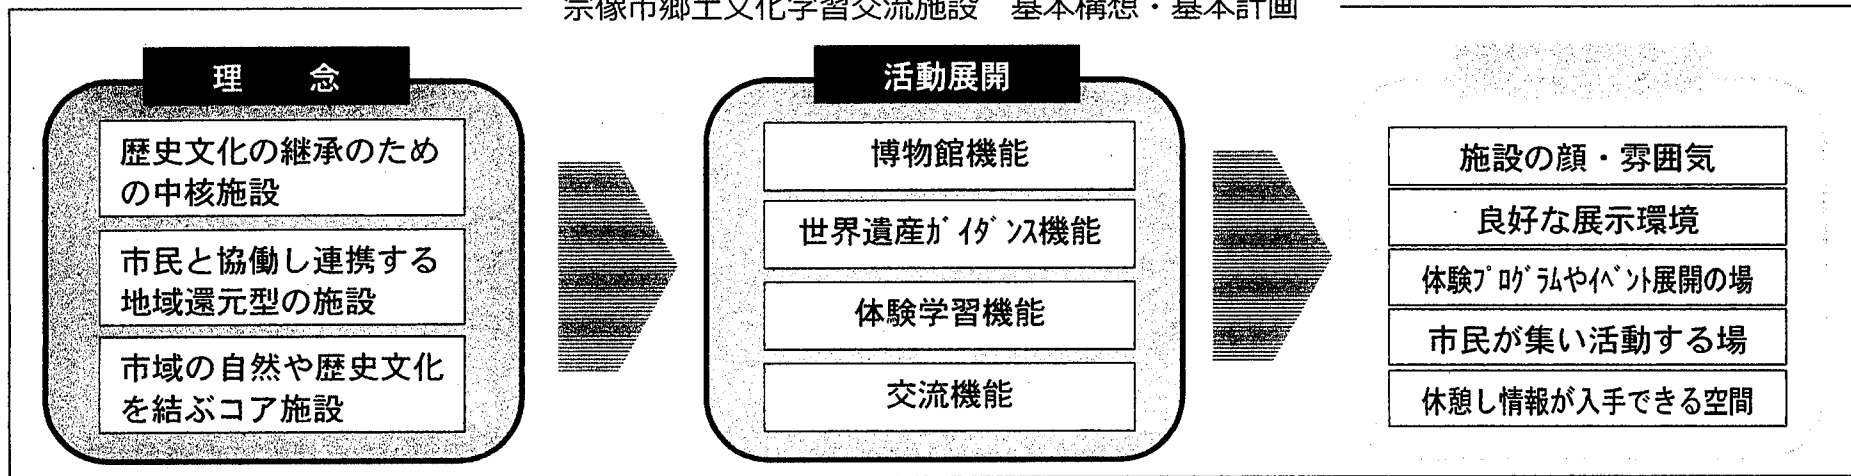 宗像市郷土文化学習交流施設 基本構想・基本計画
理 念
歴史文化の継承のため
の中核施設
市民と協働し連携する
地域還元型の施設
市域の自然や歴史文化
を結ぶコア施設
活動展開
博物館機能
世界遺産ｶﾞｲﾀﾞﾝｽ機能
体験学習機能
交流機能
施設の顔・雰囲気
良好な展示環境
体験ﾌﾟﾛｸﾞﾗﾑやｲﾍﾞﾝﾄ展開の場
市民が集い活動する場
休憩し情報が入手できる空間